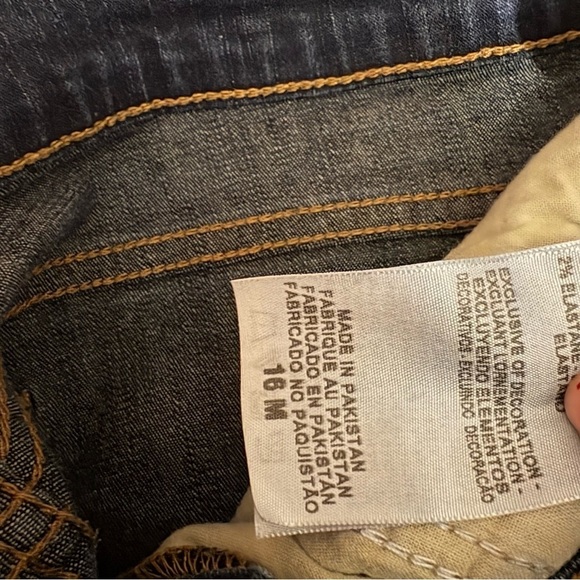 2% ELASTANE
ELASTANO
EXCLUSIVE OF DECORATION -
EXCLUANT L'ORNEMENTATION -
EXCLUYENDO ELEMENTOS
DECORATIVOS - EXCLUINDO DECORAÇÃO
MADE IN PAKISTAN
FABRIQUE AU PAKISTAN
FABRICADO EN PAKISTÁN
FABRICADO NO PAQUISTÃO
16 M